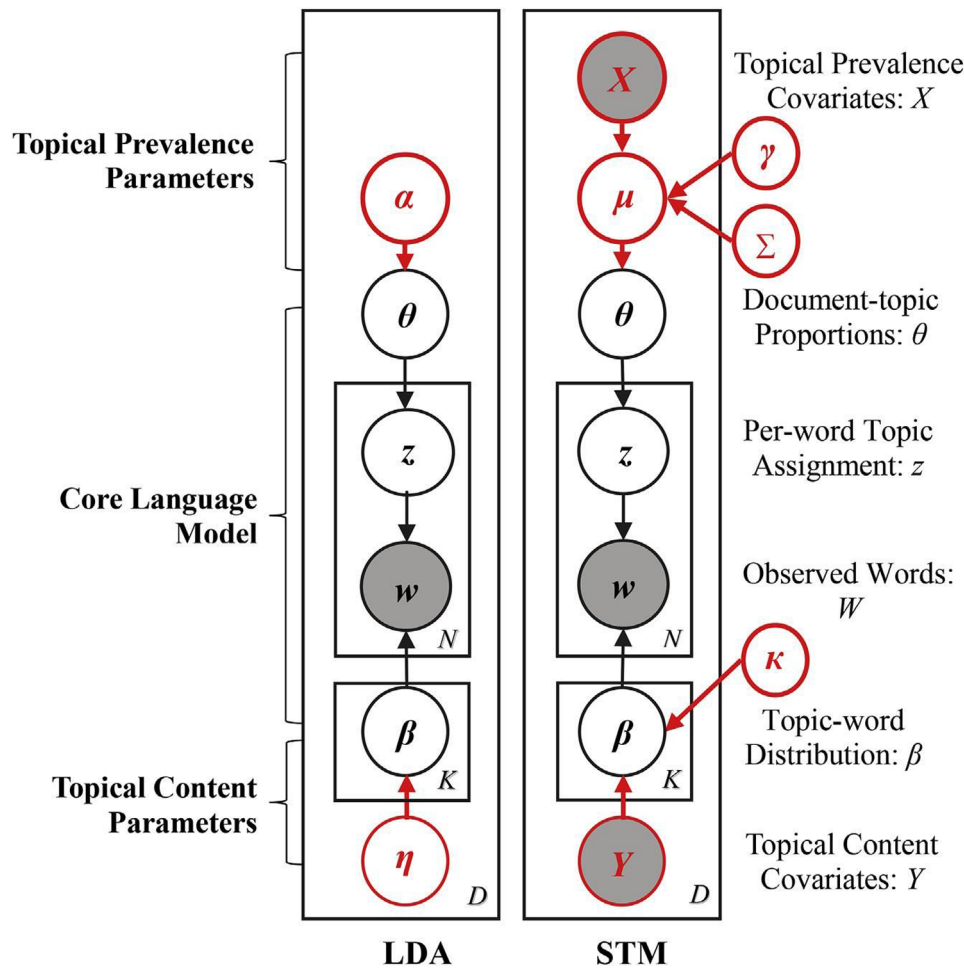 Topical Prevalence
Parameters
Core Language
Model
Topical Content
Parameters
α
θ
z
w
N
β
K
η
D
LDA
X
μ
γ
Σ
θ
z
w
N
κ
β
K
Y
D
STM
Topical Prevalence
Covariates: X
Document-topic
Proportions: θ
Per-word Topic
Assignment: z
Observed Words:
W
Topic-word
Distribution: β
Topical Content
Covariates: Y